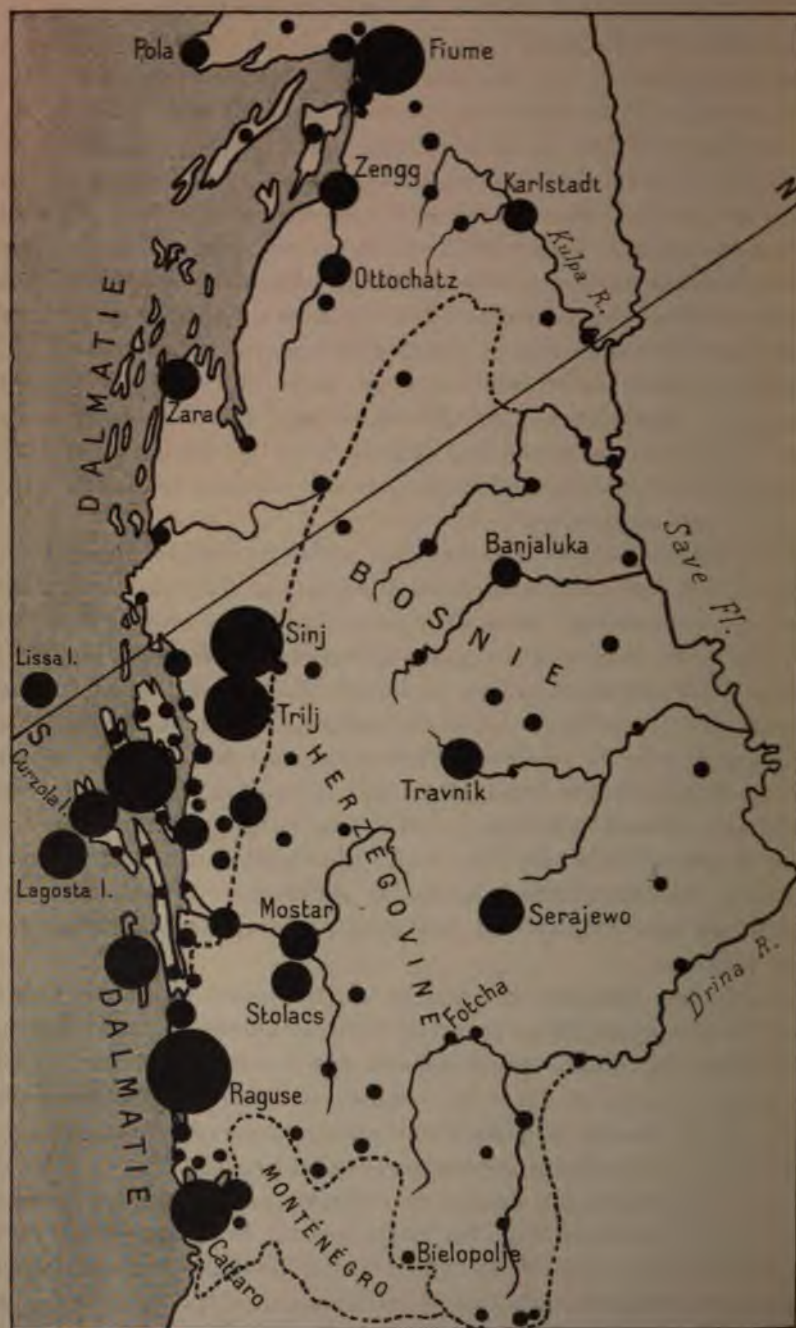 Pola
Fiume
Zengg
Karlstadt
N
Kulpa R.
Ottochatz
DALMATIE
Zara
Banjaluka
Save Fl.
BOSNIE
Sinj
Lissa I.
Trilj
S
Curzola I.
HERZEGOVINE
Travnik
Lagosta I.
Mostar
Serajewo
Drina R.
Stolacs
Fotcha
DALMATIE
Raguse
MONTÉNÉGRO
Cattaro
Bielopolje